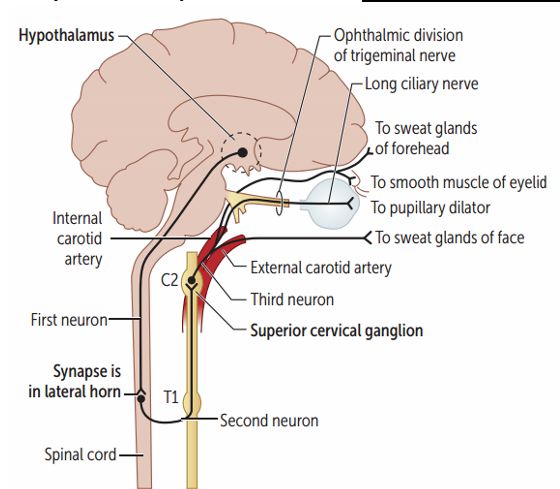 Hypothalamus
Ophthalmic division
of trigeminal nerve
Long ciliary nerve
To sweat glands
of forehead
To smooth muscle of eyelid
To pupillary dilator
To sweat glands of face
Internal
carotid
artery
External carotid artery
C2
Third neuron
First neuron
Superior cervical ganglion
Synapse is
in lateral horn
T1
Second neuron
Spinal cord